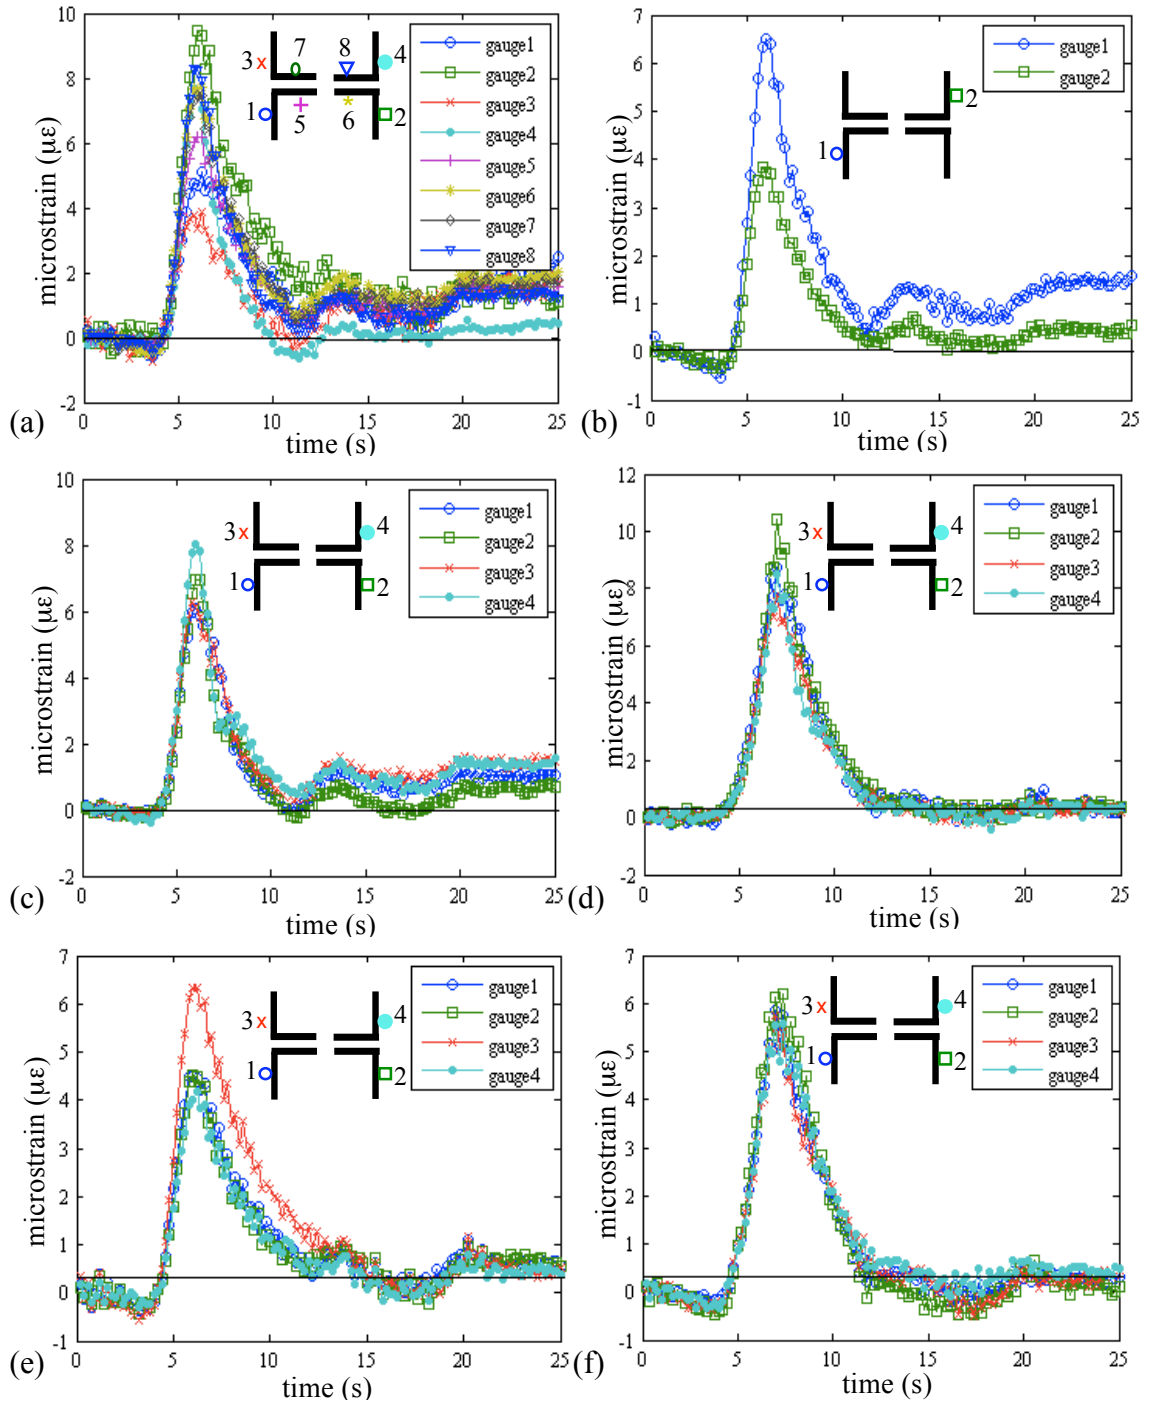 10
8
6
4
2
0
-2
0 5 10 15 20 25
microstrain (με)
time (s)
(a)
7 8
3 x 4
1 5 6 2
gauge1
gauge2
gauge3
gauge4
gauge5
gauge6
gauge7
gauge8
7
6
5
4
3
2
1
0
-1
0 5 10 15 20 25
microstrain (με)
time (s)
(b)
2
1
gauge1
gauge2
10
8
6
4
2
0
-2
0 5 10 15 20 25
microstrain (με)
time (s)
(c)
3 x 4
1 2
gauge1
gauge2
gauge3
gauge4
12
10
8
6
4
2
0
-2
0 5 10 15 20 25
microstrain (με)
time (s)
(d)
3 x 4
1 2
gauge1
gauge2
gauge3
gauge4
7
6
5
4
3
2
1
0
-1
0 5 10 15 20 25
microstrain (με)
time (s)
(e)
3 x 4
1 2
gauge1
gauge2
gauge3
gauge4
7
6
5
4
3
2
1
0
-1
0 5 10 15 20 25
microstrain (με)
time (s)
(f)
3 x 4
1 2
gauge1
gauge2
gauge3
gauge4